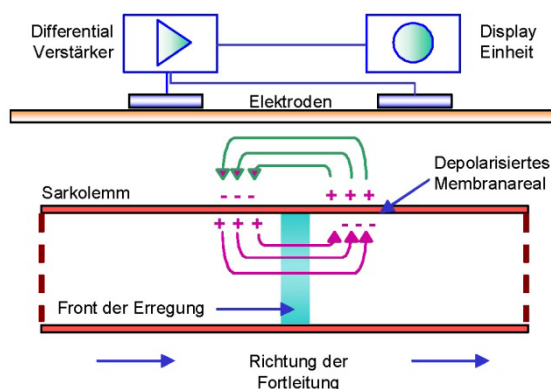 Differential
Verstärker
Display
Einheit
Elektroden
Depolarisiertes
Membranareal
Sarkolemm
- - -
+ + +
+ + +
- - -
Front der Erregung
Richtung der
Fortleitung